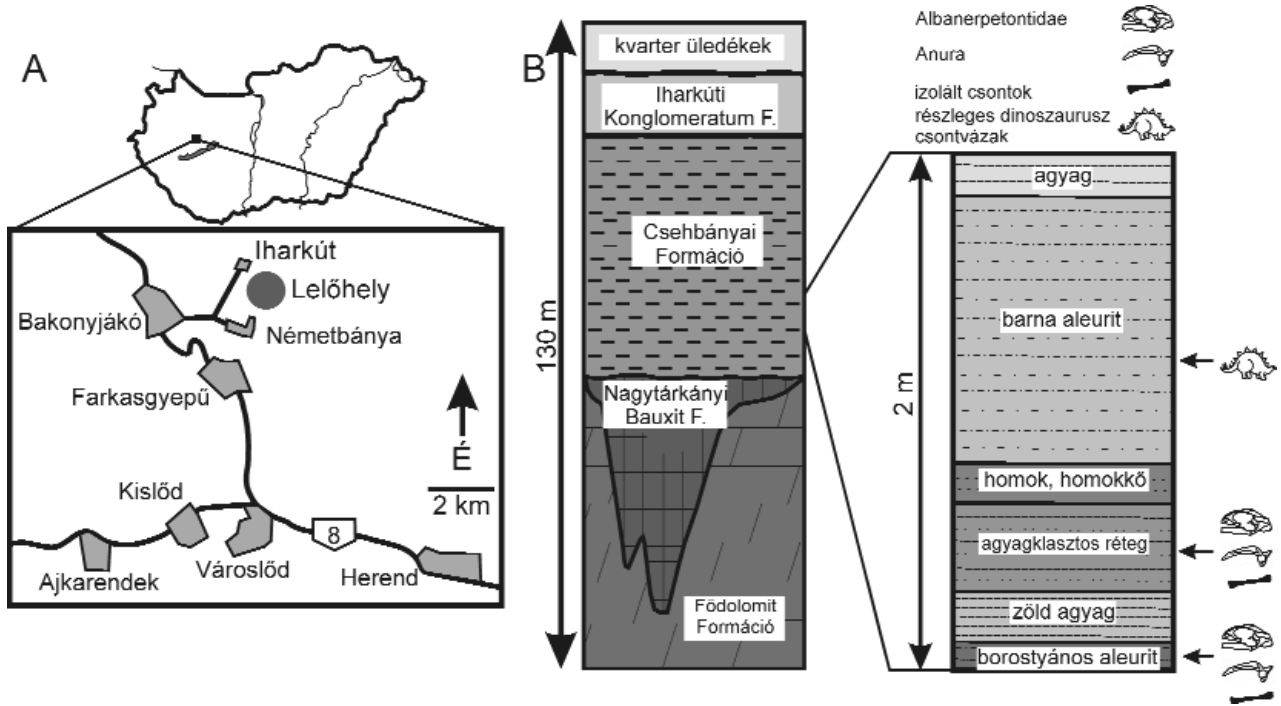 A
Iharkút
Lelőhely
Bakonyjákó
Németbánya
Farkasgyepű
É
2 km
Kislőd
8
Ajkarendek
Városlőd
Herend
B
130 m
kvarter üledékek
Iharkúti
Konglomeratum F.
Csehbányai
Formáció
Nagytárkányi
Bauxit F.
Födolomit
Formáció
Albanerpetontidae
Anura
izolált csontok
részleges dinoszaurusz
csontvázak
2 m
agyag
barna aleurit
homok, homokkő
agyagklasztos réteg
zöld agyag
borostyános aleurit